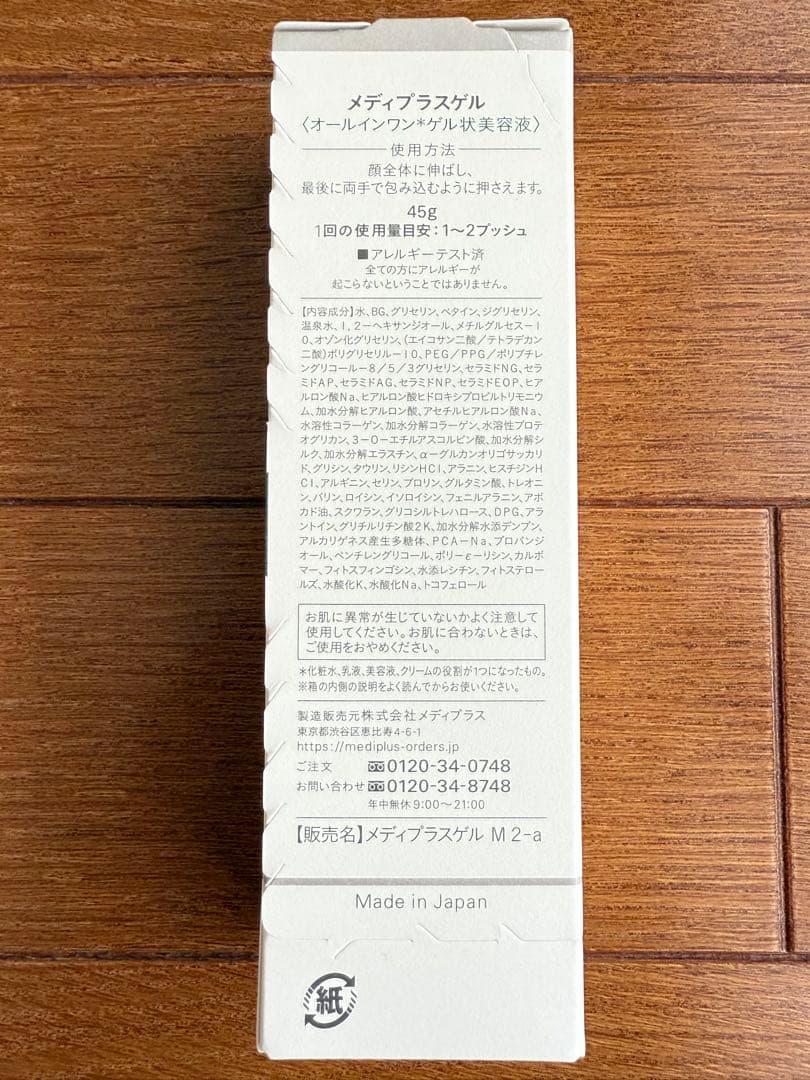 メディプラスゲル
〈オールインワン*ゲル状美容液〉
使用方法
顔全体に伸ばし、
最後に両手で包み込むように押さえます。
45g
1回の使用量目安：1〜2プッシュ
■アレルギーテスト済
全ての方にアレルギーが
起こらないということではありません。
【内容成分】水、BG、グリセリン、ベタイン、ジグリセリン、
温泉水、1，2−ヘキサンジオール、メチルグルセス−1
0、オゾン化グリセリン、（エイコサン二酸／テトラデカン
二酸）ポリグリセリル−10、PEG／PPG／ポリブチレ
ングリコール−8／5／3グリセリン、セラミドNG、セラ
ミドAP、セラミドAG、セラミドNP、セラミドEOP、ヒア
ルロン酸Na、ヒアルロン酸ヒドロキシプロピルトリモニウ
ム、加水分解ヒアルロン酸、アセチルヒアルロン酸Na、
水溶性コラーゲン、加水分解コラーゲン、水溶性プロテ
オグリカン、3−O−エチルアスコルビン酸、加水分解シ
ルク、加水分解エラスチン、α−グルカンオリゴサッカリ
ド、グリシン、タウリン、リシンHCl、アラニン、ヒスチジンH
Cl、アルギニン、セリン、プロリン、グルタミン酸、トレオニ
ン、バリン、ロイシン、イソロイシン、フェニルアラニン、アボ
カド油、スクワラン、グリコシルトレハロース、DPG、アラ
ントイン、グリチルリチン酸2K、加水分解水添デンプン、
アルカリゲネス産生多糖体、PCA−Na、プロパンジ
オール、ペンチレングリコール、ポリ−ε−リシン、カルボ
マー、フィトスフィンゴシン、水添レシチン、フィトステロー
ルズ、水酸化K、水酸化Na、トコフェロール
お肌に異常が生じていないかよく注意して
使用してください。お肌に合わないときは、
ご使用をおやめください。
*化粧水、乳液、美容液、クリームの役割が1つになったもの。
※箱の内側の説明をよく読んでからお使いください。
製造販売元株式会社メディプラス
東京都渋谷区恵比寿4-6-1
https://mediplus-orders.jp
ご注文 0120-34-0748
お問い合わせ 0120-34-8748
年中無休9:00〜21:00
【販売名】メディプラスゲル M 2-a
Made in Japan
紙